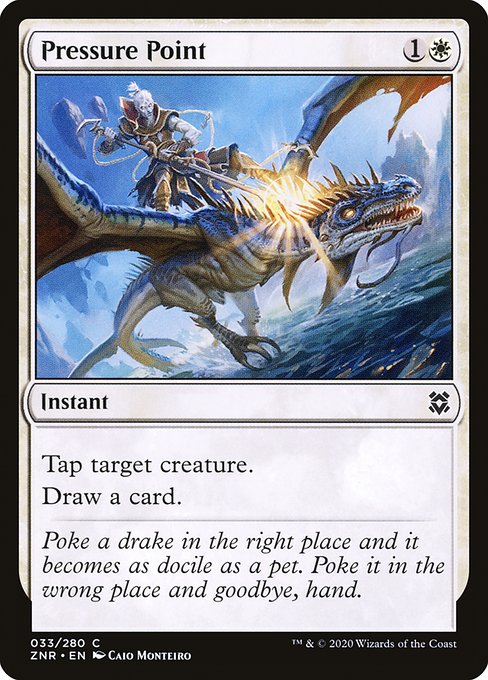 Pressure Point 1
Instant
Tap target creature.
Draw a card.
Poke a drake in the right place and it
becomes as docile as a pet. Poke it in the
wrong place and goodbye, hand.
033/280 C
™ & © 2020 Wizards of the Coast
ZNR • EN Caio Monteiro